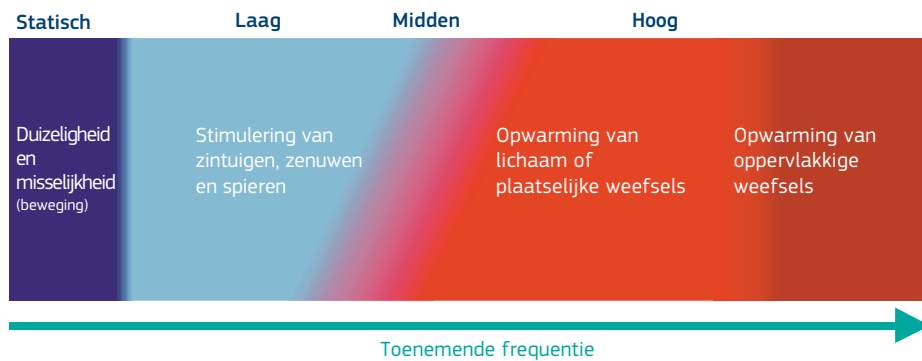 Statisch
Laag
Midden
Hoog
Duizeligheid
en
misselijkheid
(beweging)
Stimulering van
zintuigen, zenuwen
en spieren
Opwarming van
lichaam of
plaatselijke weefsels
Opwarming van
oppervlakkige
weefsels
Toenemende frequentie